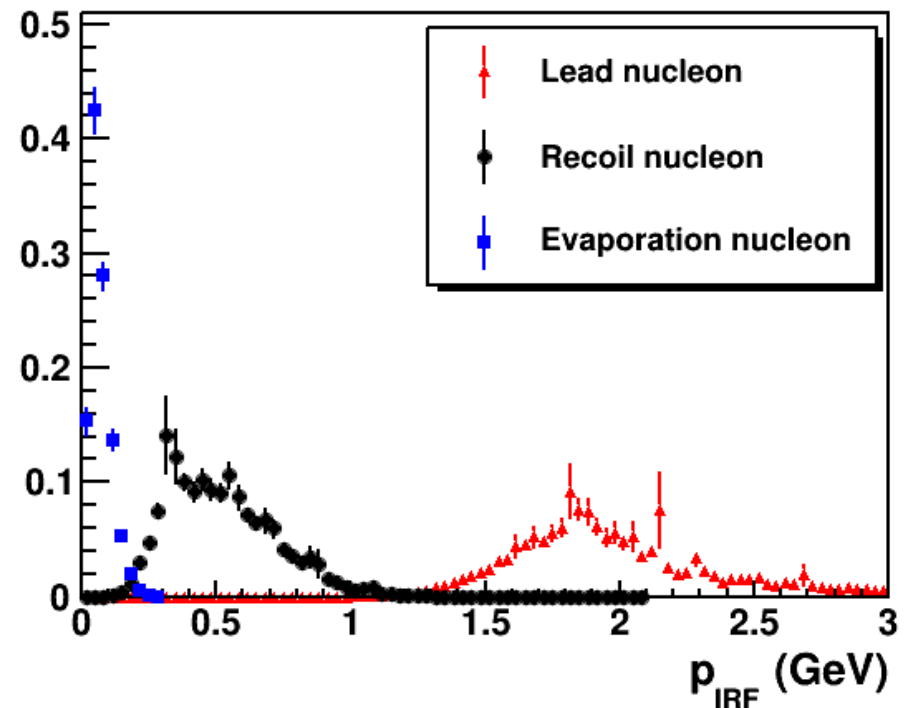 0.5
0.4
0.3
0.2
0.1
0
Lead nucleon
Recoil nucleon
Evaporation nucleon
0 0.5 1 1.5 2 2.5 3
p_IRF (GeV)